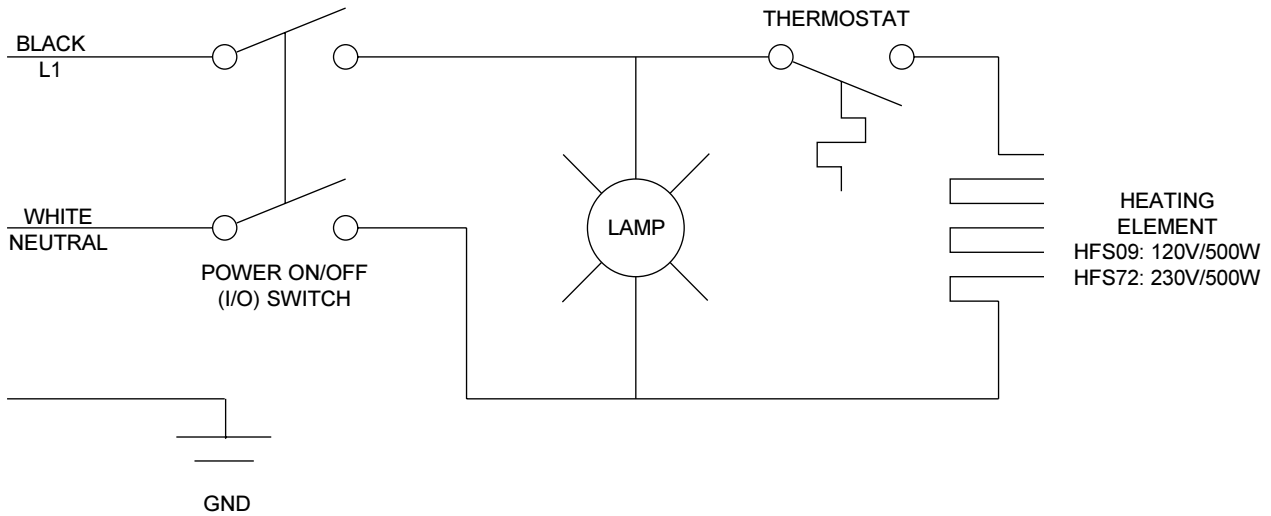 THERMOSTAT
BLACK
L1
WHITE
NEUTRAL
POWER ON/OFF
(I/O) SWITCH
LAMP
HEATING
ELEMENT
HFS09: 120V/500W
HFS72: 230V/500W
GND